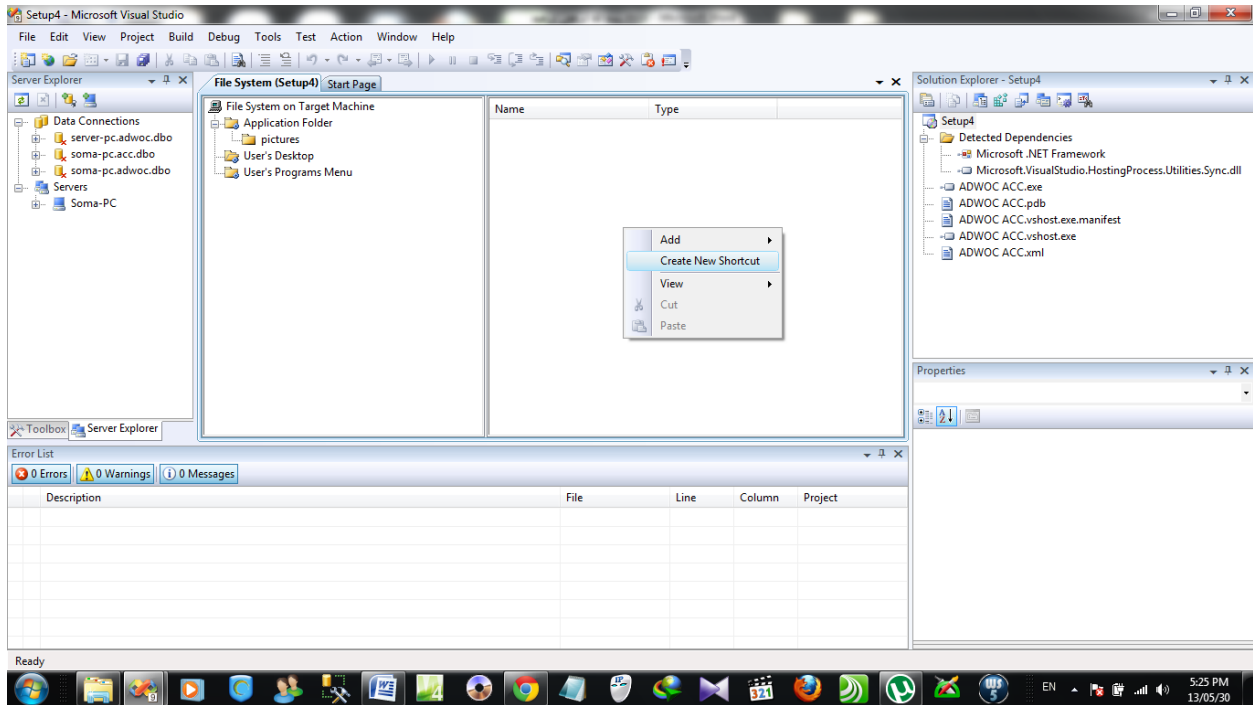 Setup4 - Microsoft Visual Studio
File Edit View Project Build Debug Tools Test Action Window Help
Server Explorer
Data Connections
server-pc.adwoc.dbo
soma-pc.acc.dbo
soma-pc.adwoc.dbo
Servers
Soma-PC
Toolbox Server Explorer
File System (Setup4) Start Page
File System on Target Machine
Application Folder
pictures
User's Desktop
User's Programs Menu
Name Type
Add
Create New Shortcut
View
Cut
Paste
Solution Explorer - Setup4
Setup4
Detected Dependencies
Microsoft .NET Framework
Microsoft.VisualStudio.HostingProcess.Utilities.Sync.dll
ADWOC ACC.exe
ADWOC ACC.pdb
ADWOC ACC.vshost.exe.manifest
ADWOC ACC.vshost.exe
ADWOC ACC.xml
Properties
Error List
0 Errors 0 Warnings 0 Messages
Description File Line Column Project
Ready
EN
5:25 PM
13/05/30